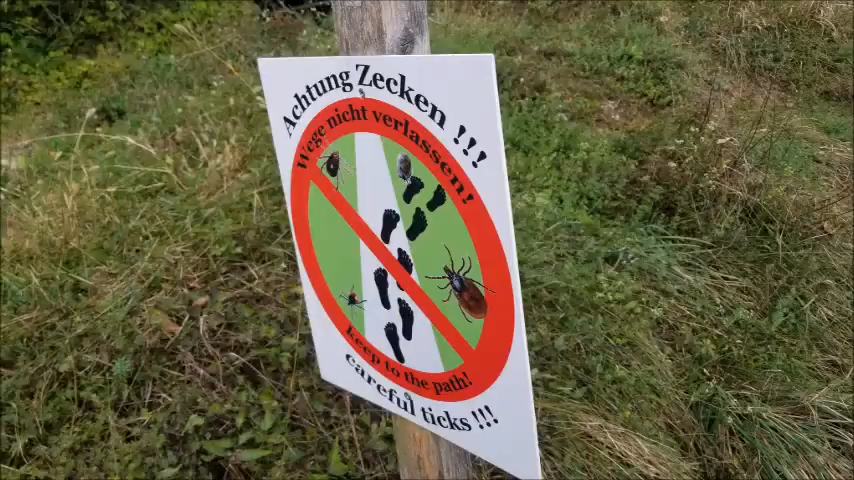 Achtung Zecken !!!
Wege nicht verlassen!
keep to the path!
careful ticks !!!